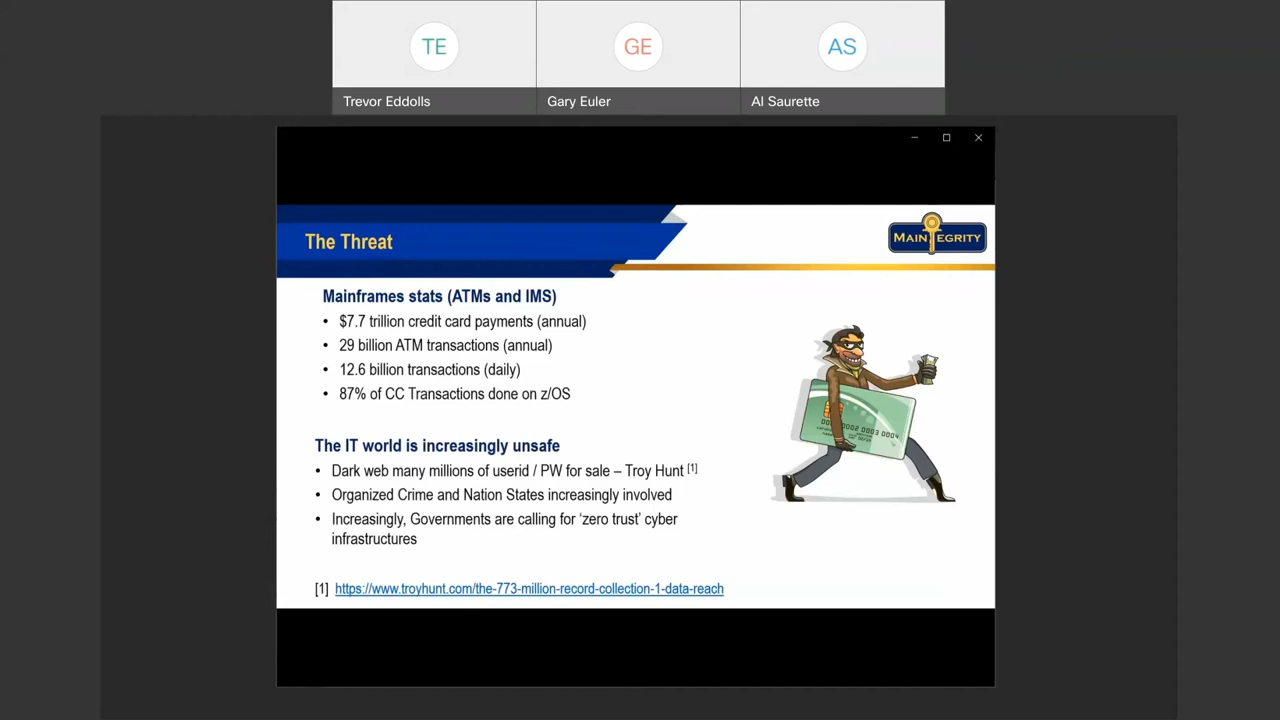 TE
GE
AS
Trevor Eddolls
Gary Euler
Al Saurette
The Threat
MAINTEGRITY
Mainframes stats (ATMs and IMS)
• $7.7 trillion credit card payments (annual)
• 29 billion ATM transactions (annual)
• 12.6 billion transactions (daily)
• 87% of CC Transactions done on z/OS
0002 0003 0004
The IT world is increasingly unsafe
• Dark web many millions of userid / PW for sale – Troy Hunt [1]
• Organized Crime and Nation States increasingly involved
• Increasingly, Governments are calling for ‘zero trust’ cyber
infrastructures
[1] https://www.troyhunt.com/the-773-million-record-collection-1-data-reach